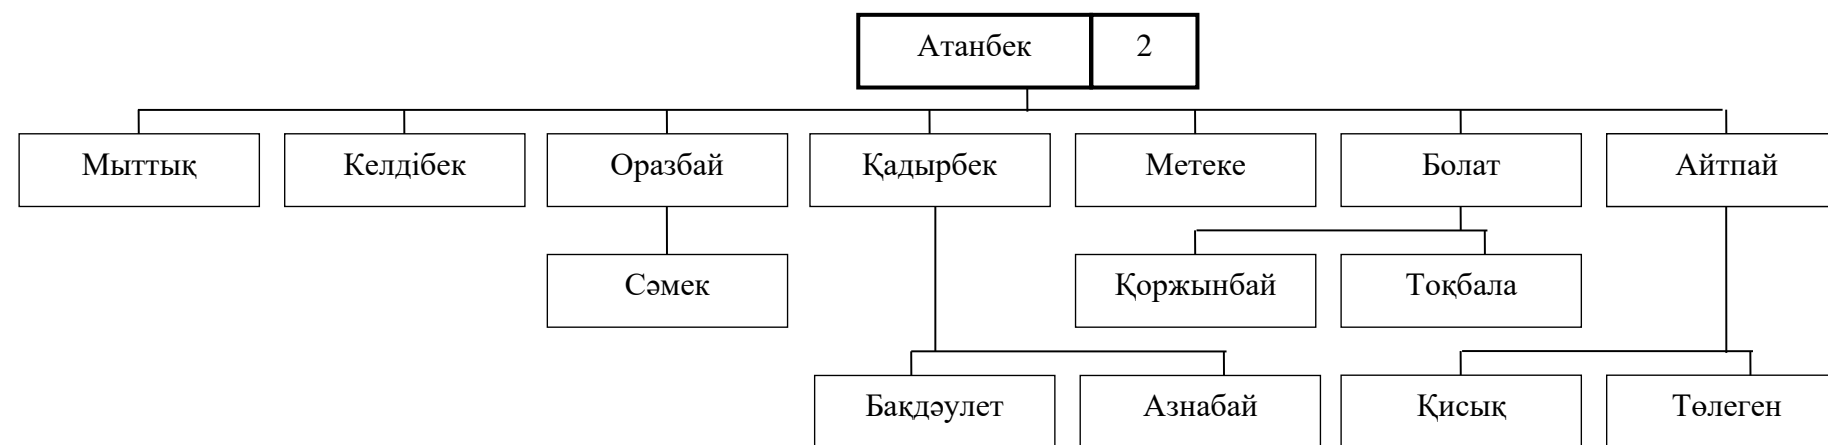 Атанбек 2
Мыттық Келдібек Оразбай Қадырбек Метеке Болат Айтпай
Сәмек Қоржынбай Тоқбала
Бақдәулет Азнабай Қисық Төлеген